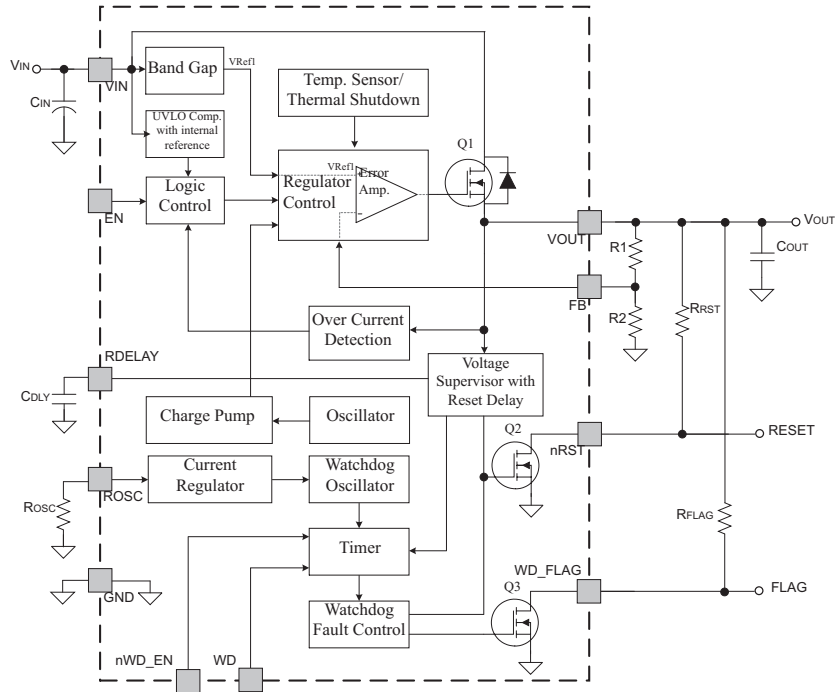 VIN
CIN
VIN
Band Gap
VRef1
UVLO Comp.
with internal
reference
Temp. Sensor/
Thermal Shutdown
EN
Logic
Control
Regulator
Control
VRef1
Error
Amp.
Q1
VOUT
VOUT
COUT
R1
R2
FB
RRST
Over Current
Detection
RDELAY
CDLY
Voltage
Supervisor with
Reset Delay
Charge Pump
Oscillator
Q2
nRST
RESET
ROSC
ROSC
Current
Regulator
Watchdog
Oscillator
RFLAG
Timer
GND
Watchdog
Fault Control
Q3
WD_FLAG
FLAG
nWD_EN
WD